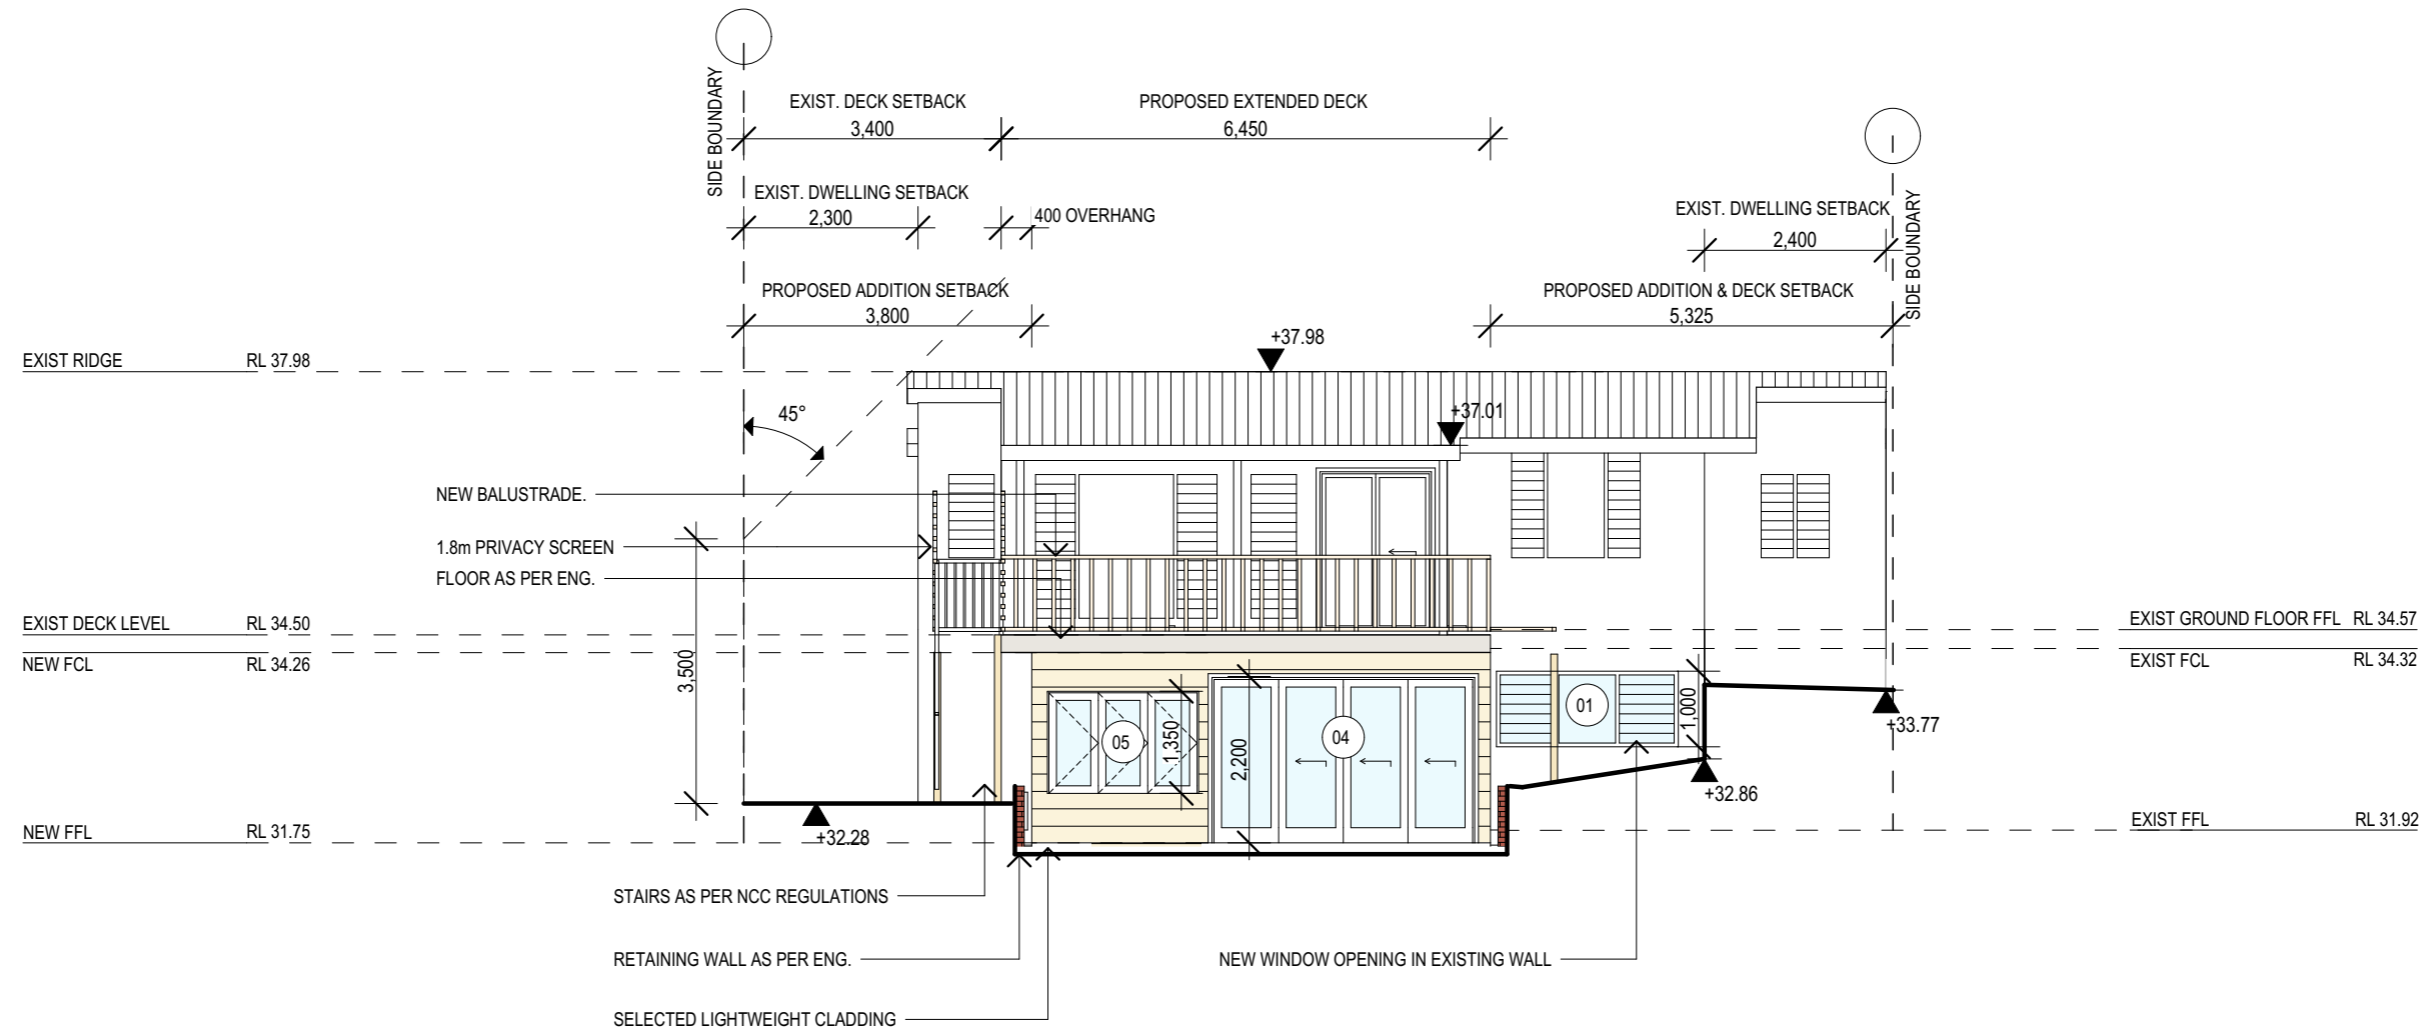 SIDE BOUNDARY
EXIST. DECK SETBACK
3,400
PROPOSED EXTENDED DECK
6,450
EXIST. DWELLING SETBACK
2,300
400 OVERHANG
EXIST. DWELLING SETBACK
2,400
SIDE BOUNDARY
PROPOSED ADDITION SETBACK
3,800
PROPOSED ADDITION & DECK SETBACK
5,325
+37.98
EXIST RIDGE RL 37.98
45°
+37.01
NEW BALUSTRADE.
1.8m PRIVACY SCREEN
FLOOR AS PER ENG.
EXIST DECK LEVEL RL 34.50
EXIST GROUND FLOOR FFL RL 34.57
NEW FCL RL 34.26
EXIST FCL RL 34.32
3,500
1,000
01
+33.77
05
1,350
2,200
04
+32.86
NEW FFL RL 31.75
+32.28
EXIST FFL RL 31.92
STAIRS AS PER NCC REGULATIONS
RETAINING WALL AS PER ENG.
NEW WINDOW OPENING IN EXISTING WALL
SELECTED LIGHTWEIGHT CLADDING